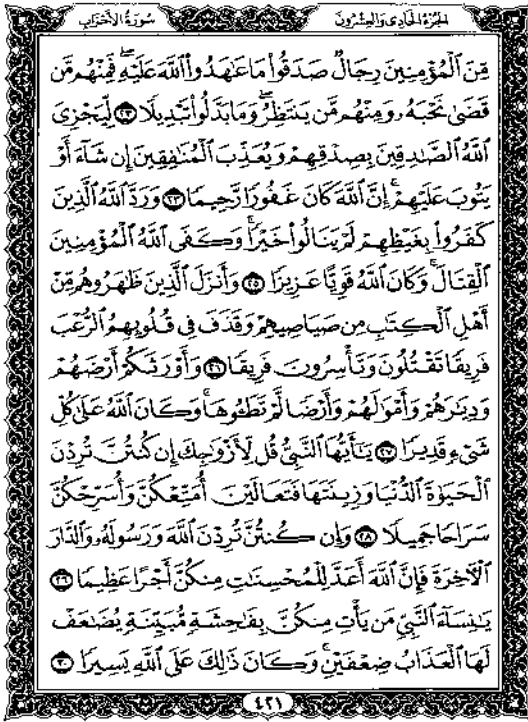 الجزء الحادي والعشرون
سورة الأحزاب
مِّنَ ٱلْمُؤْمِنِينَ رِجَالٌ صَدَقُوا۟ مَا عَٰهَدُوا۟ ٱللَّهَ عَلَيْهِ ۖ فَمِنْهُم مَّن
قَضَىٰ نَحْبَهُۥ وَمِنْهُم مَّن يَنتَظِرُ ۖ وَمَا بَدَّلُوا۟ تَبْدِيلًا ٢٣ لِّيَجْزِىَ
ٱللَّهُ ٱلصَّٰدِقِينَ بِصِدْقِهِمْ وَيُعَذِّبَ ٱلْمُنَٰفِقِينَ إِن شَآءَ أَوْ
يَتُوبَ عَلَيْهِمْ ۚ إِنَّ ٱللَّهَ كَانَ غَفُورًا رَّحِيمًا ٢٤ وَرَدَّ ٱللَّهُ ٱلَّذِينَ
كَفَرُوا۟ بِغَيْظِهِمْ لَمْ يَنَالُوا۟ خَيْرًا ۚ وَكَفَى ٱللَّهُ ٱلْمُؤْمِنِينَ
ٱلْقِتَالَ ۚ وَكَانَ ٱللَّهُ قَوِيًّا عَزِيزًا ٢٥ وَأَنزَلَ ٱلَّذِينَ ظَٰهَرُوهُم مِّنْ
أَهْلِ ٱلْكِتَٰبِ مِن صَيَاصِيهِمْ وَقَذَفَ فِى قُلُوبِهِمُ ٱلرُّعْبَ
فَرِيقًا تَقْتُلُونَ وَتَأْسِرُونَ فَرِيقًا ٢٦ وَأَوْرَثَكُمْ أَرْضَهُمْ
وَدِيَٰرَهُمْ وَأَمْوَٰلَهُمْ وَأَرْضًا لَّمْ تَطَـُٔوهَا ۚ وَكَانَ ٱللَّهُ عَلَىٰ كُلِّ
شَىْءٍ قَدِيرًا ٢٧ يَٰٓأَيُّهَا ٱلنَّبِىُّ قُل لِّأَزْوَٰجِكَ إِن كُنتُنَّ تُرِدْنَ
ٱلْحَيَوٰةَ ٱلدُّنْيَا وَزِينَتَهَا فَتَعَالَيْنَ أُمَتِّعْكُنَّ وَأُسَرِّحْكُنَّ
سَرَاحًا جَمِيلًا ٢٨ وَإِن كُنتُنَّ تُرِدْنَ ٱللَّهَ وَرَسُولَهُۥ وَٱلدَّارَ
ٱلْءَاخِرَةَ فَإِنَّ ٱللَّهَ أَعَدَّ لِلْمُحْسِنَٰتِ مِنكُنَّ أَجْرًا عَظِيمًا ٢٩
يَٰنِسَآءَ ٱلنَّبِىِّ مَن يَأْتِ مِنكُنَّ بِفَٰحِشَةٍ مُّبَيِّنَةٍ يُضَٰعَفْ
لَهَا ٱلْعَذَابُ ضِعْفَيْنِ ۚ وَكَانَ ذَٰلِكَ عَلَى ٱللَّهِ يَسِيرًا ٣٠
٤٢١